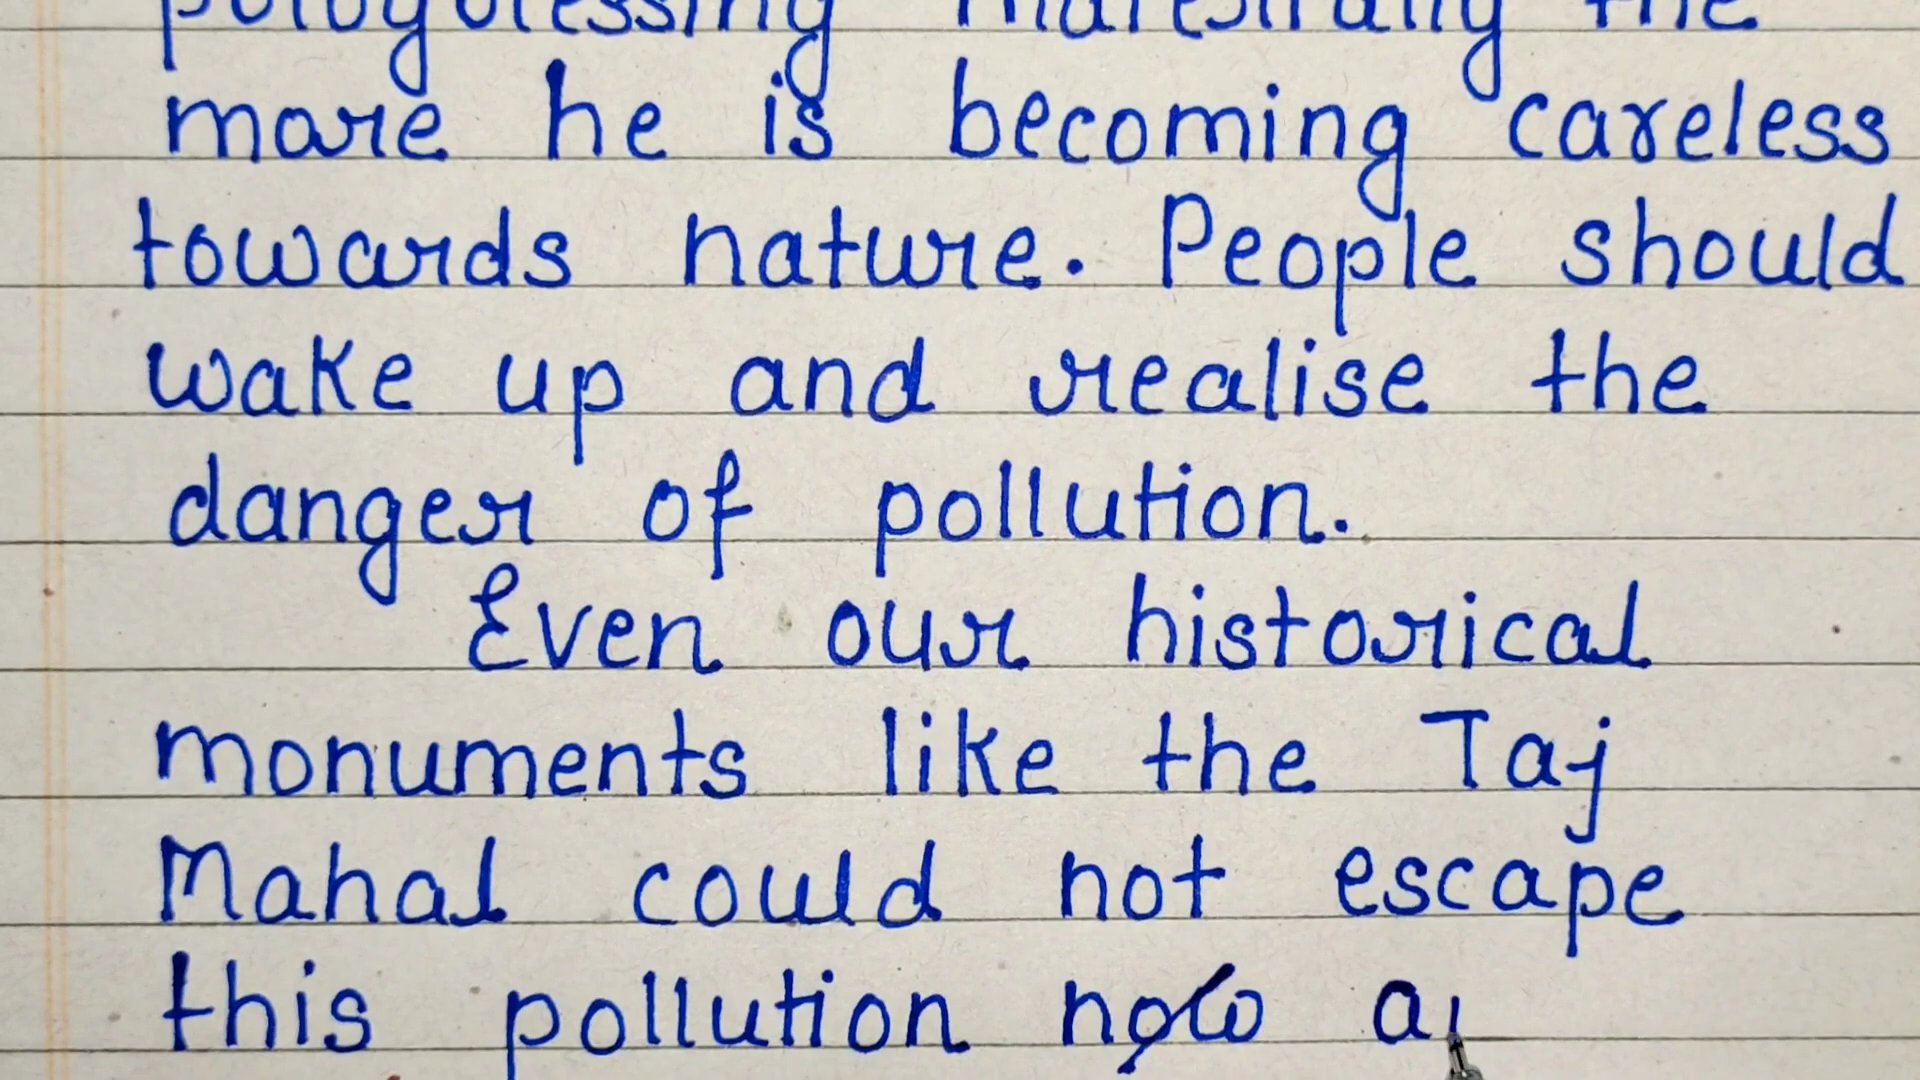 the
more he is becoming careless
towards nature. People should
wake up and realise the
danger of pollution.
Even our historical
monuments like the Taj
Mahal could not escape
this pollution